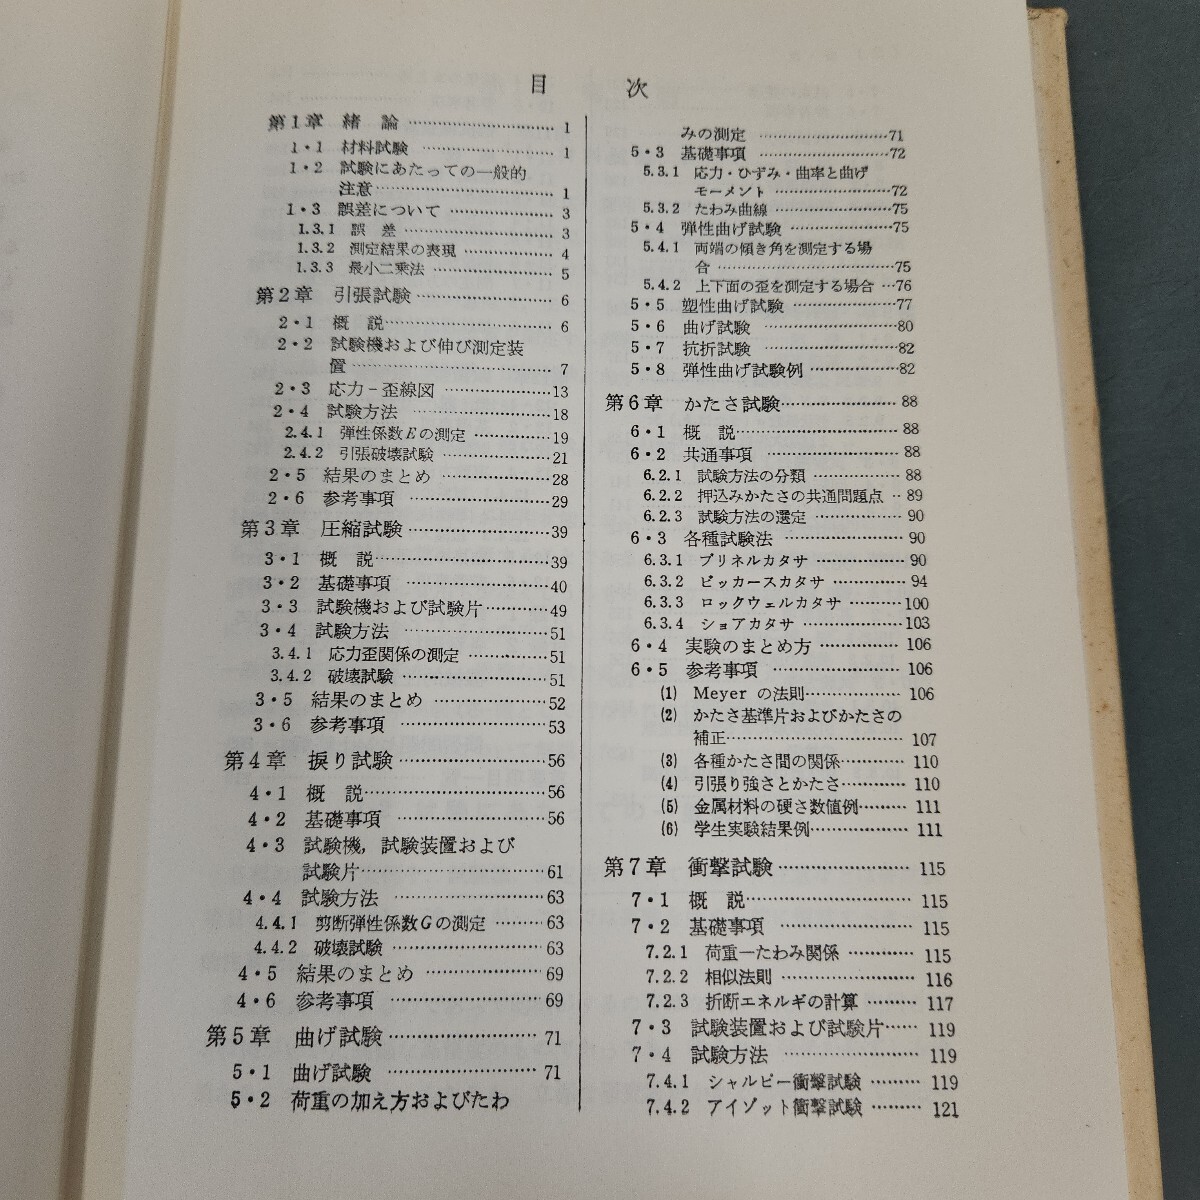 目 次
第1章 緒 論 …… 1
1・1 材料試験 …… 1
1・2 試験にあたっての一般的
注意 …… 1
1・3 誤差について …… 3
1.3.1 誤 差 …… 3
1.3.2 測定結果の表現 …… 4
1.3.3 最小二乗法 …… 5
第2章 引張試験 …… 6
2・1 概 説 …… 6
2・2 試験機および伸び測定装
置 …… 7
2・3 応力－歪線図 …… 13
2・4 試験方法 …… 18
2.4.1 弾性係数Eの測定 …… 19
2.4.2 引張破壊試験 …… 21
2・5 結果のまとめ …… 28
2・6 参考事項 …… 29
第3章 圧縮試験 …… 39
3・1 概 説 …… 39
3・2 基礎事項 …… 40
3・3 試験機および試験片 …… 49
3・4 試験方法 …… 51
3.4.1 応力歪関係の測定 …… 51
3.4.2 破壊試験 …… 51
3・5 結果のまとめ …… 52
3・6 参考事項 …… 53
第4章 捩り試験 …… 56
4・1 概 説 …… 56
4・2 基礎事項 …… 56
4・3 試験機，試験装置および
試験片 …… 61
4・4 試験方法 …… 63
4.4.1 剪断弾性係数Gの測定 …… 63
4.4.2 破壊試験 …… 63
4・5 結果のまとめ …… 69
4・6 参考事項 …… 69
第5章 曲げ試験 …… 71
5・1 曲げ試験 …… 71
5・2 荷重の加え方およびたわ
みの測定 …… 71
5・3 基礎事項 …… 72
5.3.1 応力・ひずみ・曲率と曲げ
モーメント …… 72
5.3.2 たわみ曲線 …… 75
5・4 弾性曲げ試験 …… 75
5.4.1 両端の傾き角を測定する場
合 …… 75
5.4.2 上下面の歪を測定する場合 … 76
5・5 塑性曲げ試験 …… 77
5・6 曲げ試験 …… 80
5・7 抗折試験 …… 82
5・8 弾性曲げ試験例 …… 82
第6章 かたさ試験 …… 88
6・1 概 説 …… 88
6・2 共通事項 …… 88
6.2.1 試験方法の分類 …… 88
6.2.2 押込みかたさの共通問題点 ‥ 89
6.2.3 試験方法の選定 …… 90
6・3 各種試験法 …… 90
6.3.1 ブリネルカタサ …… 90
6.3.2 ビッカースカタサ …… 94
6.3.3 ロックウェルカタサ …… 100
6.3.4 ショアカタサ …… 103
6・4 実験のまとめ方 …… 106
6・5 参考事項 …… 106
(1) Meyer の法則 …… 106
(2) かたさ基準片およびかたさの
補正 …… 107
(3) 各種かたさ間の関係 …… 110
(4) 引張り強さとかたさ …… 110
(5) 金属材料の硬さ数値例 …… 111
(6) 学生実験結果例 …… 111
第7章 衝撃試験 …… 115
7・1 概 説 …… 115
7・2 基礎事項 …… 115
7.2.1 荷重—たわみ関係 …… 115
7.2.2 相似法則 …… 116
7.2.3 折断エネルギの計算 …… 117
7・3 試験装置および試験片 …… 119
7・4 試験方法 …… 119
7.4.1 シャルピー衝撃試験 …… 119
7.4.2 アイゾット衝撃試験 …… 121